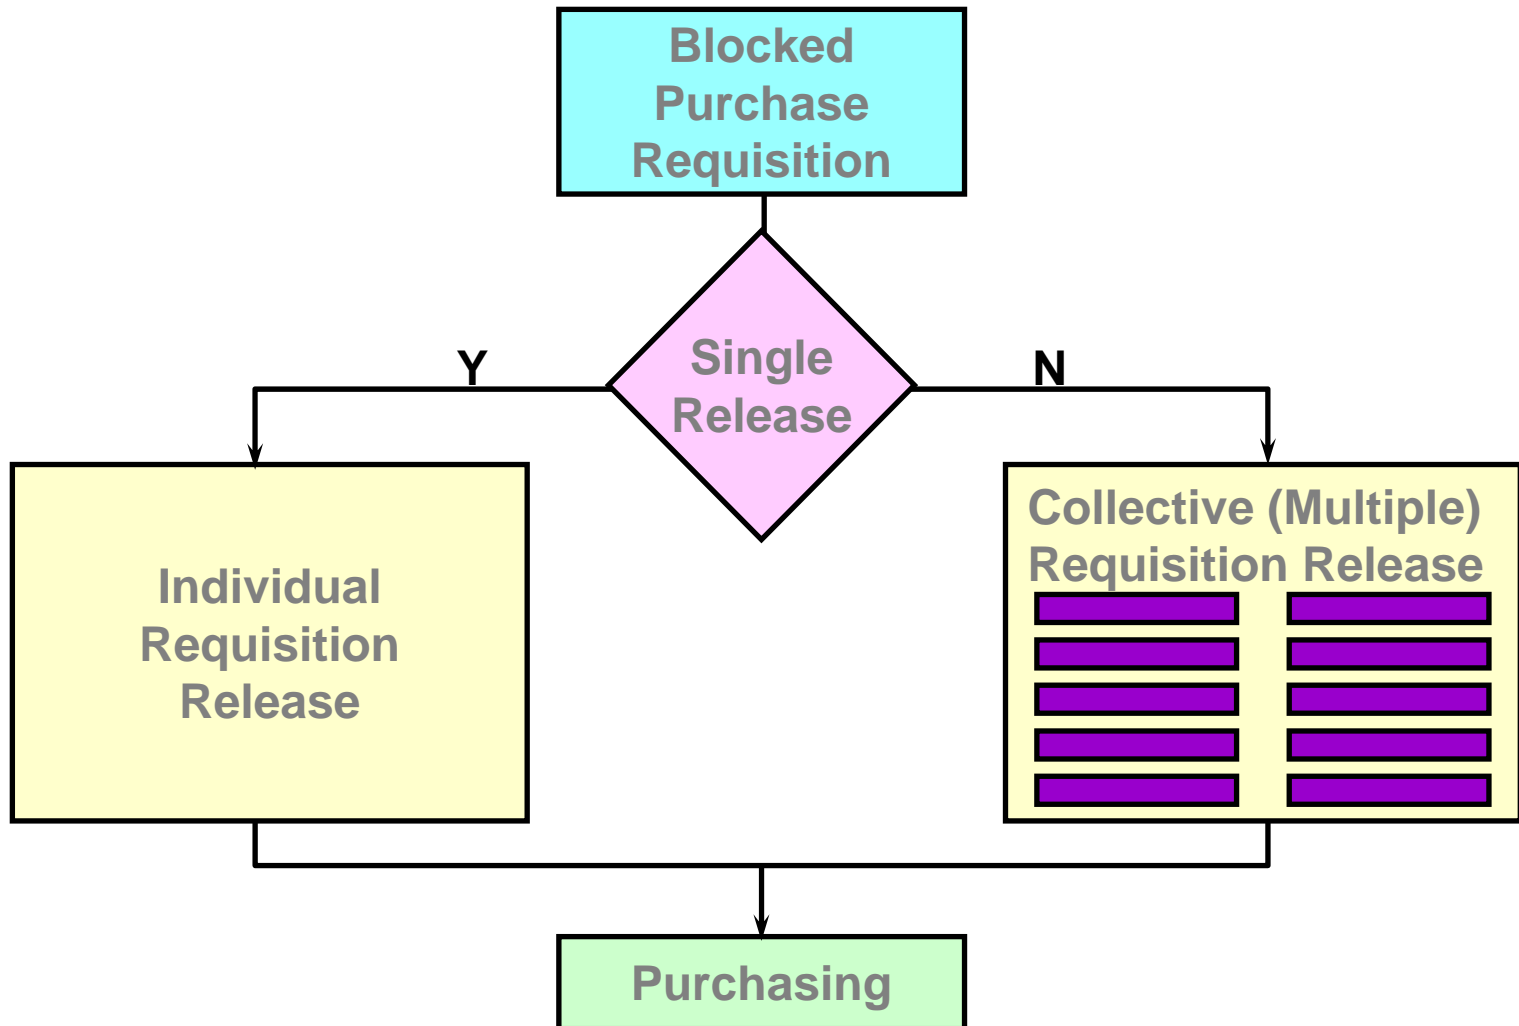 Blocked
Purchase
Requisition
Single
Release
Y
N
Individual
Requisition
Release
Collective (Multiple)
Requisition Release
Purchasing